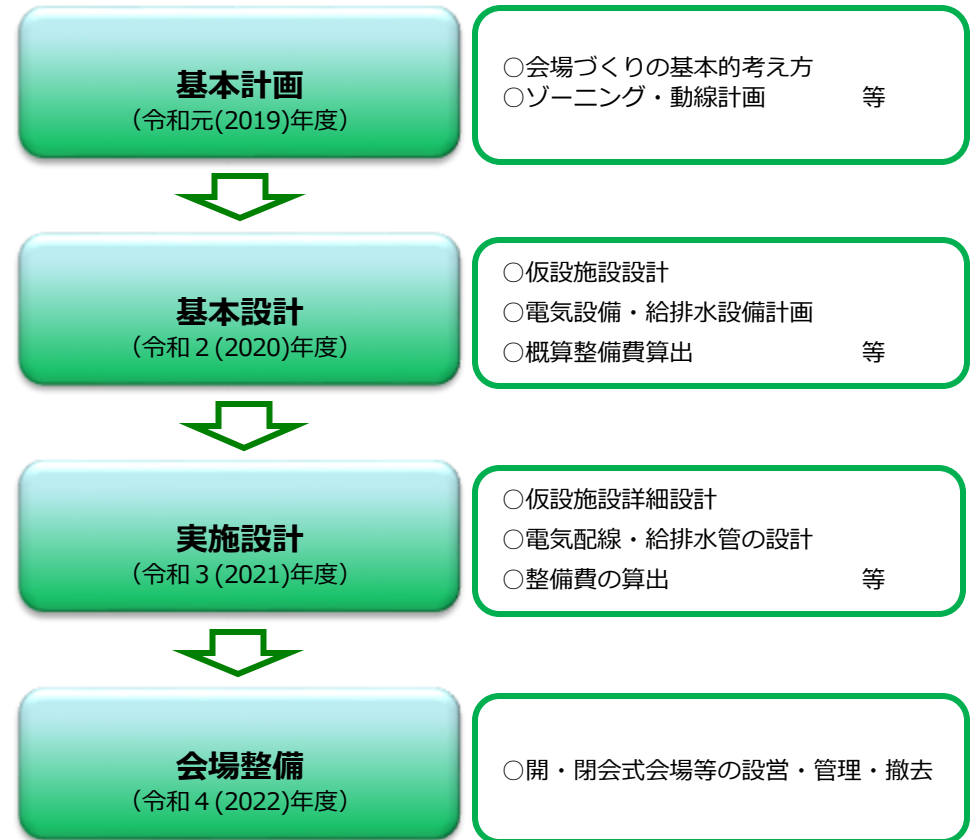 基本計画
（令和元(2019)年度）
○会場づくりの基本的考え方
○ゾーニング・動線計画　　　　　等
基本設計
（令和２(2020)年度）
○仮設施設設計
○電気設備・給排水設備計画
○概算整備費算出　　　　　　　　等
実施設計
（令和３(2021)年度）
○仮設施設詳細設計
○電気配線・給排水管の設計
○整備費の算出　　　　　　　　　等
会場整備
（令和４(2022)年度）
○開・閉会式会場等の設営・管理・撤去